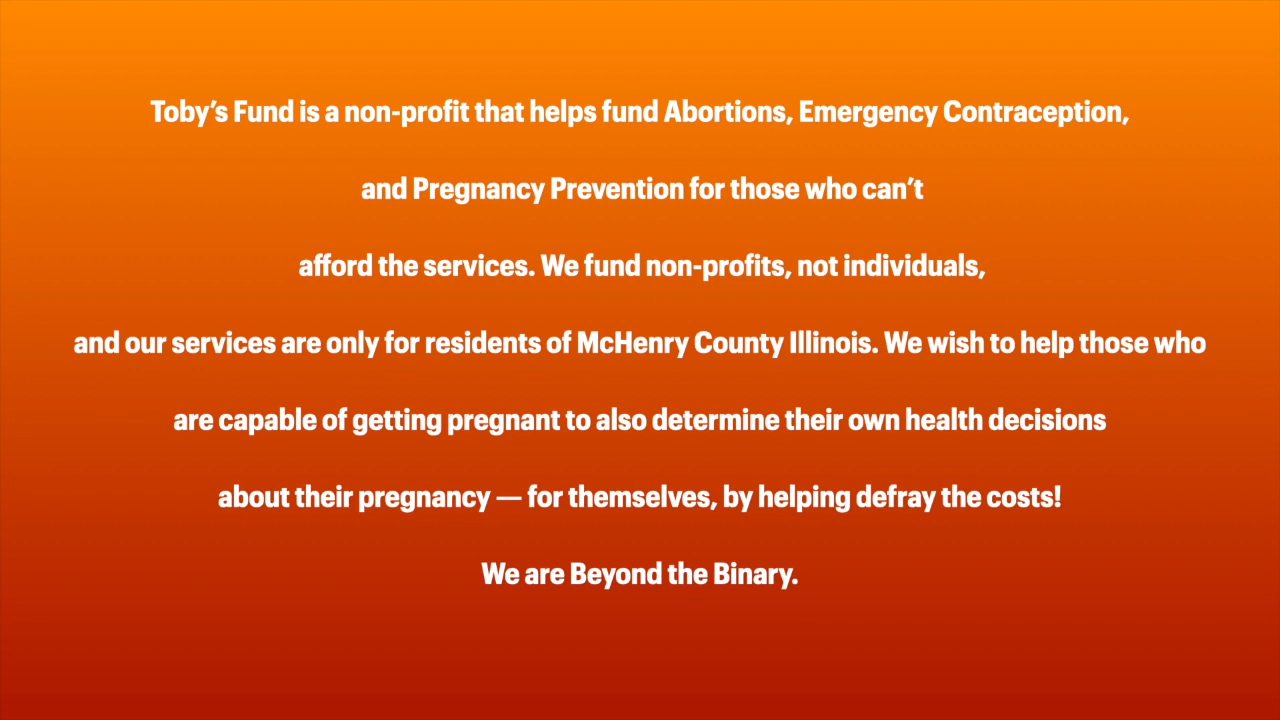 Toby’s Fund is a non-profit that helps fund Abortions, Emergency Contraception,
and Pregnancy Prevention for those who can’t
afford the services. We fund non-profits, not individuals,
and our services are only for residents of McHenry County Illinois. We wish to help those who
are capable of getting pregnant to also determine their own health decisions
about their pregnancy — for themselves, by helping defray the costs!
We are Beyond the Binary.